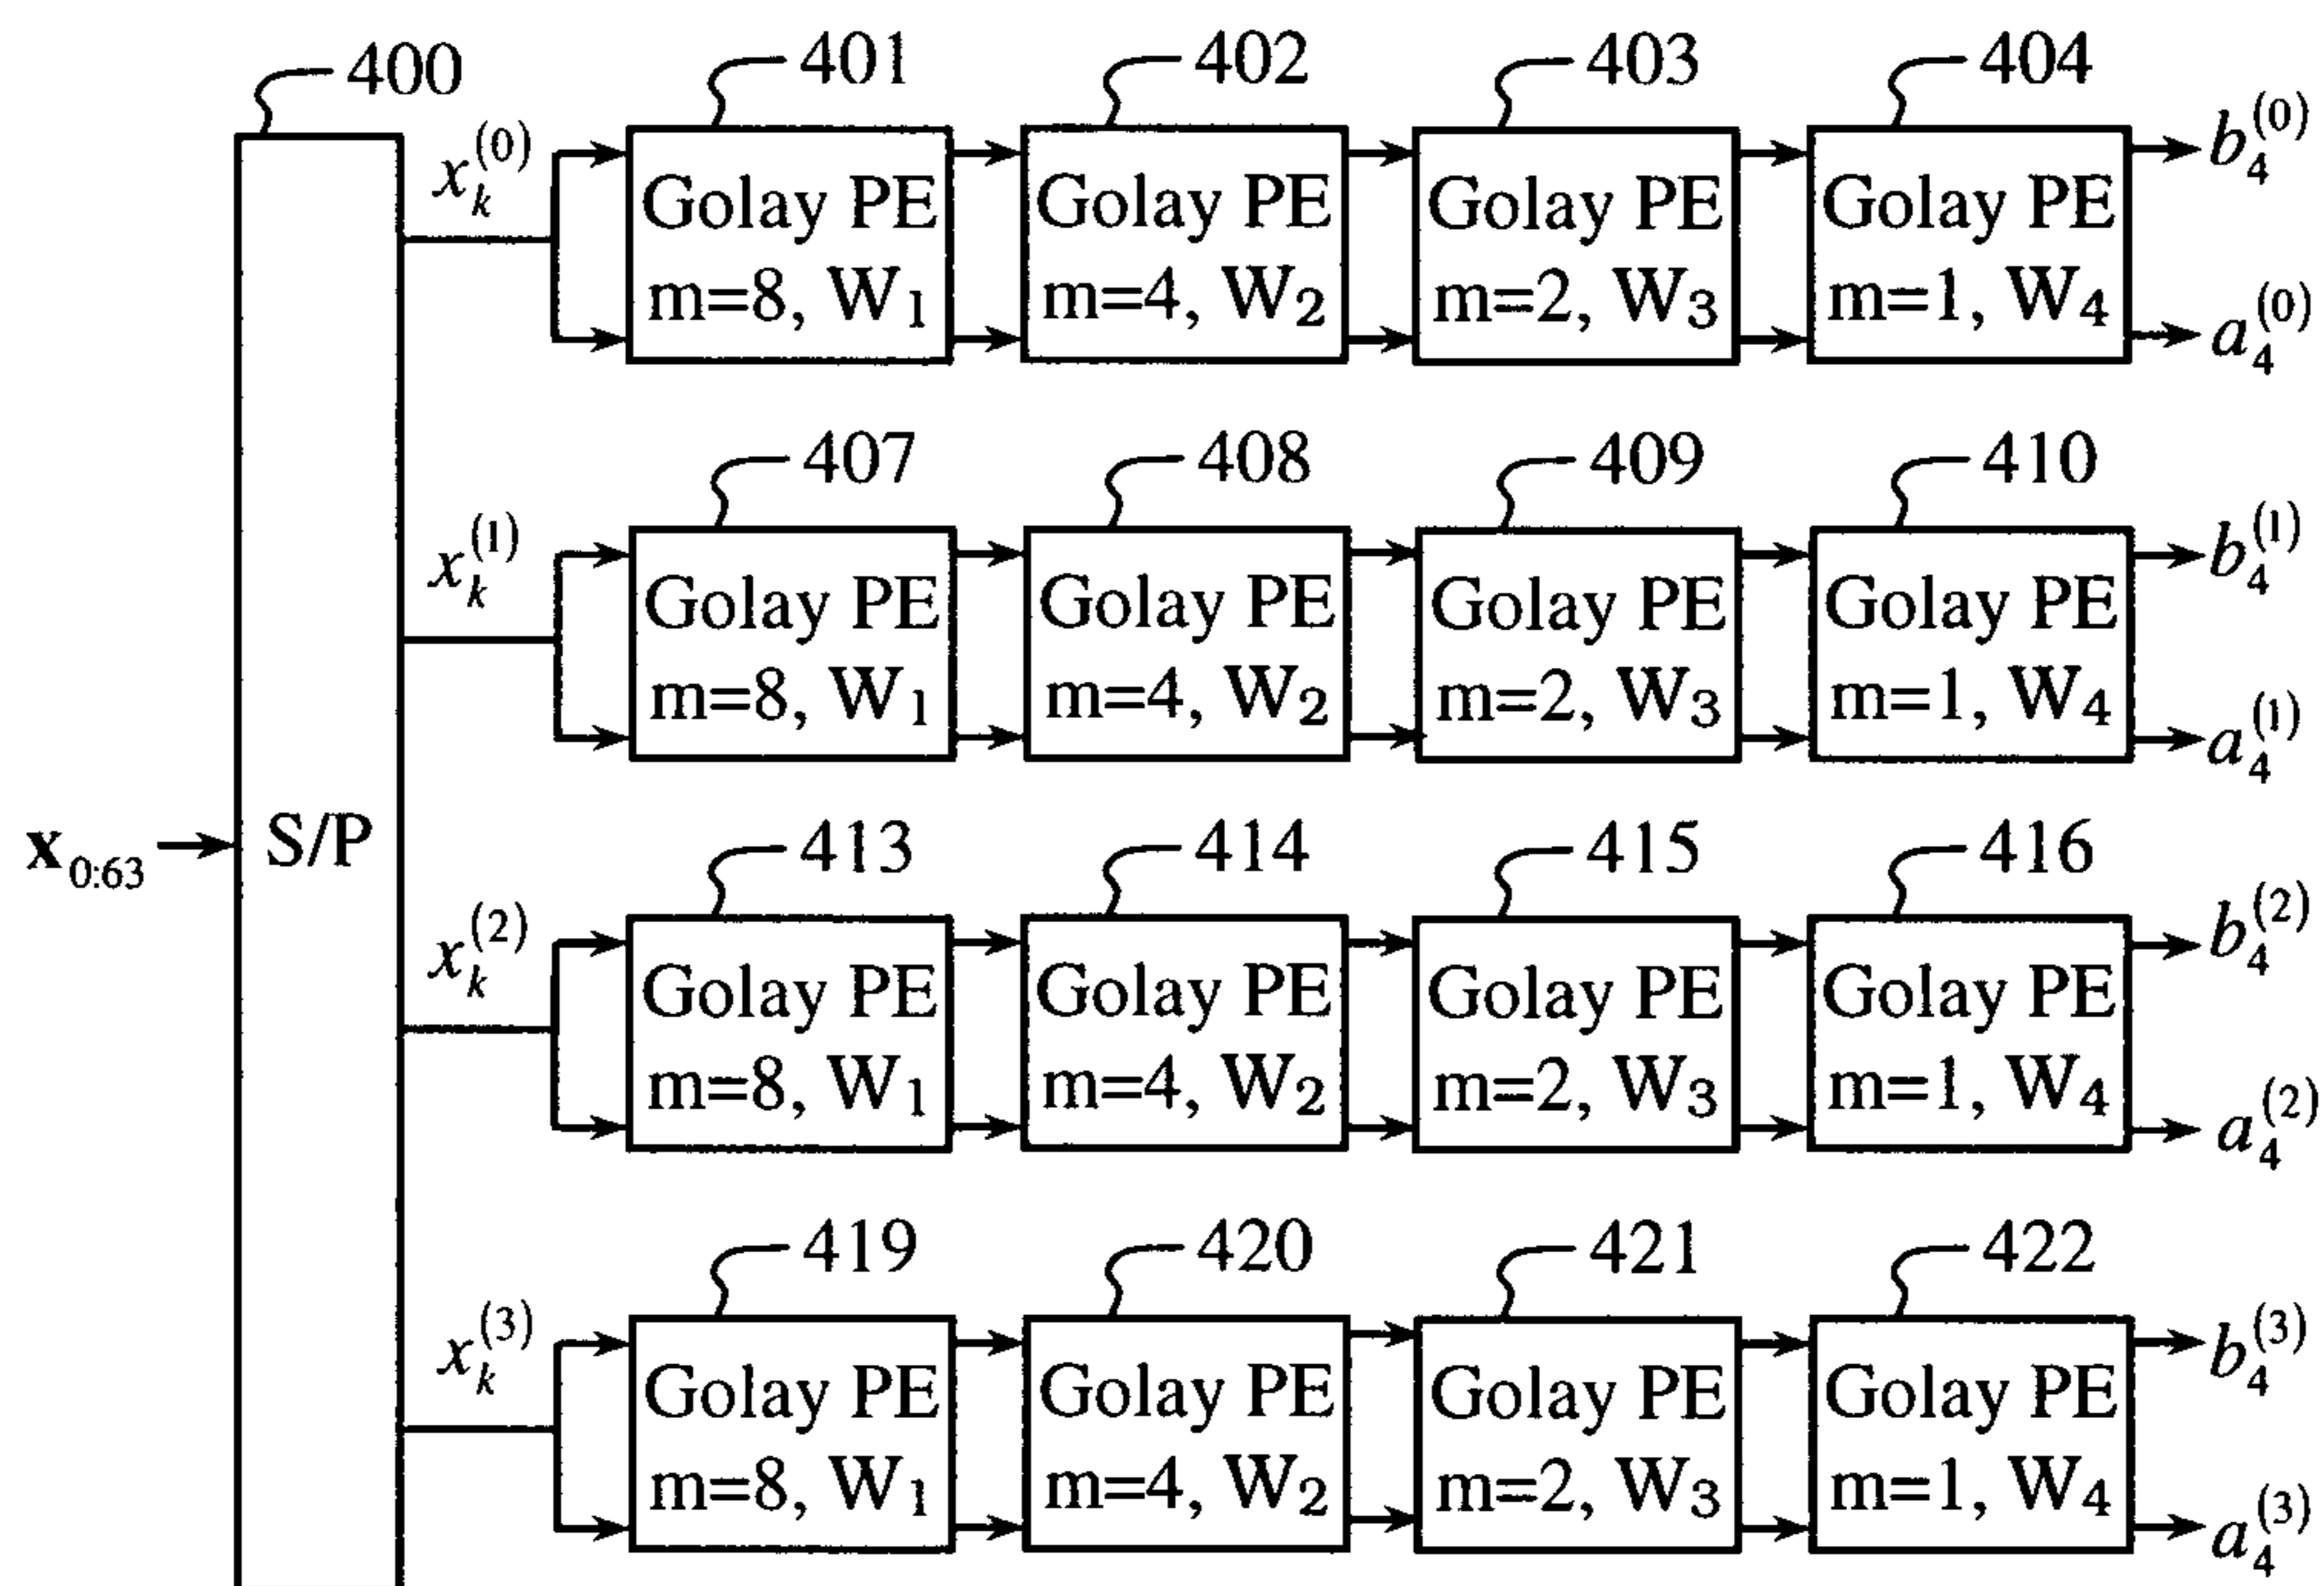 400 401 402 403 404
x_k^(0) Golay PE m=8, W₁ Golay PE m=4, W₂ Golay PE m=2, W₃ Golay PE m=1, W₄ b_4^(0) a_4^(0)
407 408 409 410
x_k^(1) Golay PE m=8, W₁ Golay PE m=4, W₂ Golay PE m=2, W₃ Golay PE m=1, W₄ b_4^(1) a_4^(1)
x_0:63 S/P
413 414 415 416
x_k^(2) Golay PE m=8, W₁ Golay PE m=4, W₂ Golay PE m=2, W₃ Golay PE m=1, W₄ b_4^(2) a_4^(2)
419 420 421 422
x_k^(3) Golay PE m=8, W₁ Golay PE m=4, W₂ Golay PE m=2, W₃ Golay PE m=1, W₄ b_4^(3) a_4^(3)